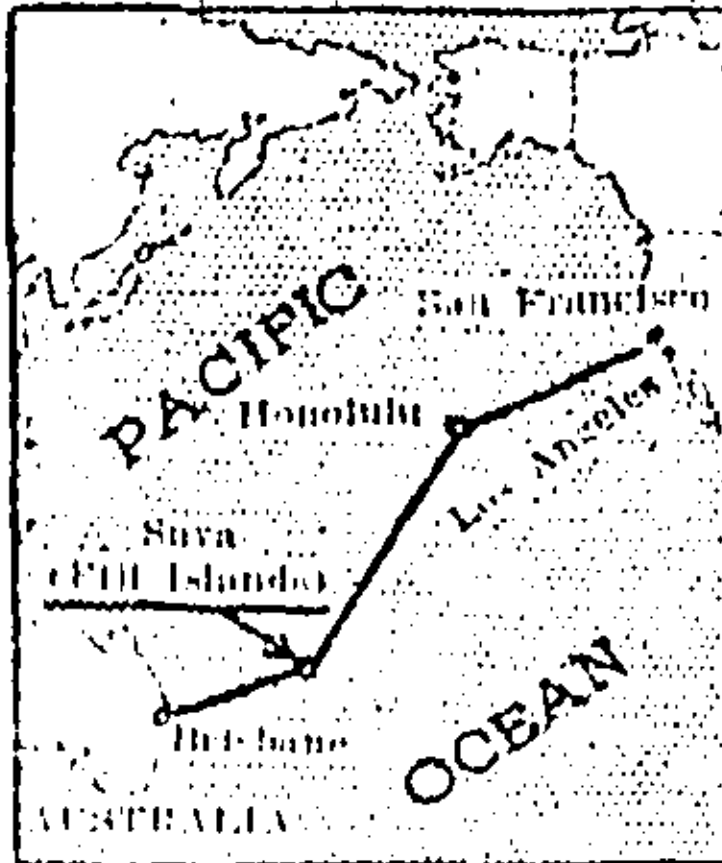 San Francisco
PACIFIC
Honolulu
Los Angeles
Suva
(Fiji Islands)
Brisbane
OCEAN
AUSTRALIA